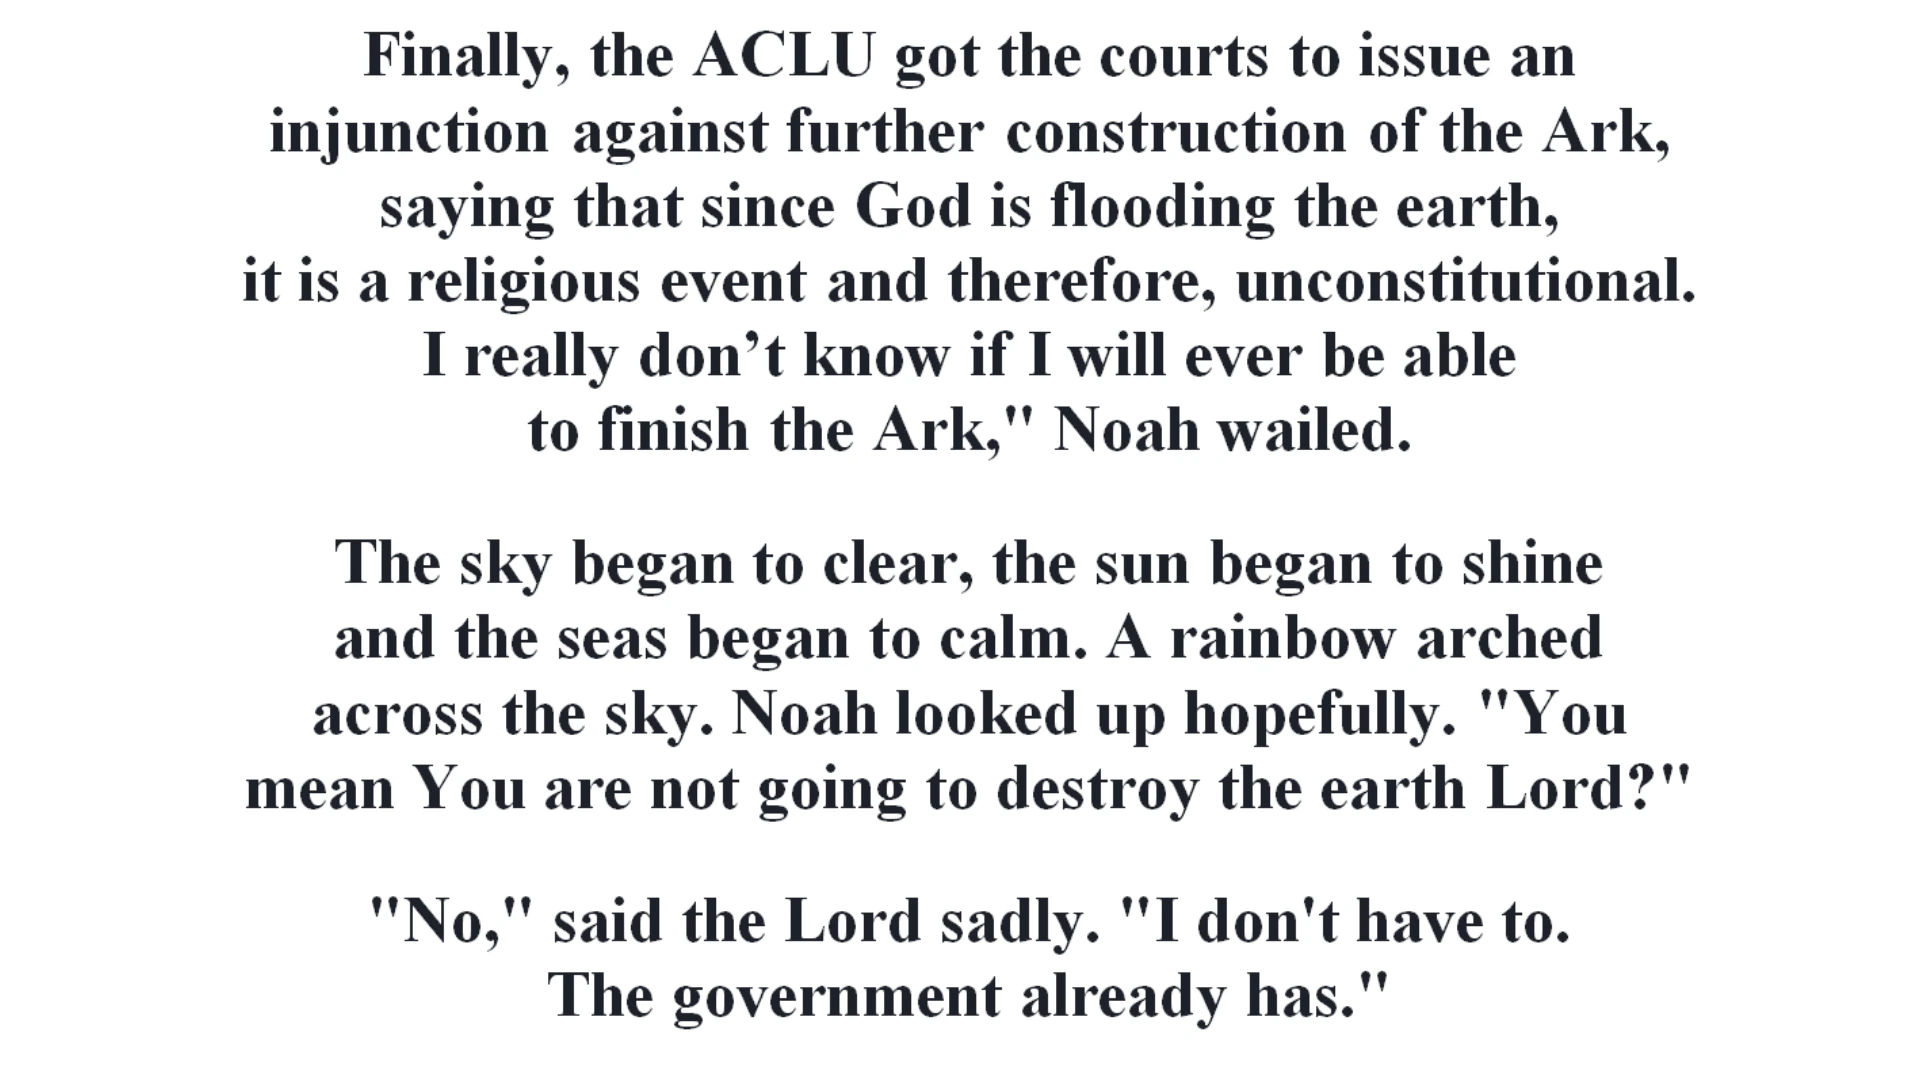 Finally, the ACLU got the courts to issue an
injunction against further construction of the Ark,
saying that since God is flooding the earth,
it is a religious event and therefore, unconstitutional.
I really don’t know if I will ever be able
to finish the Ark," Noah wailed.
The sky began to clear, the sun began to shine
and the seas began to calm. A rainbow arched
across the sky. Noah looked up hopefully. "You
mean You are not going to destroy the earth Lord?"
"No," said the Lord sadly. "I don't have to.
The government already has."